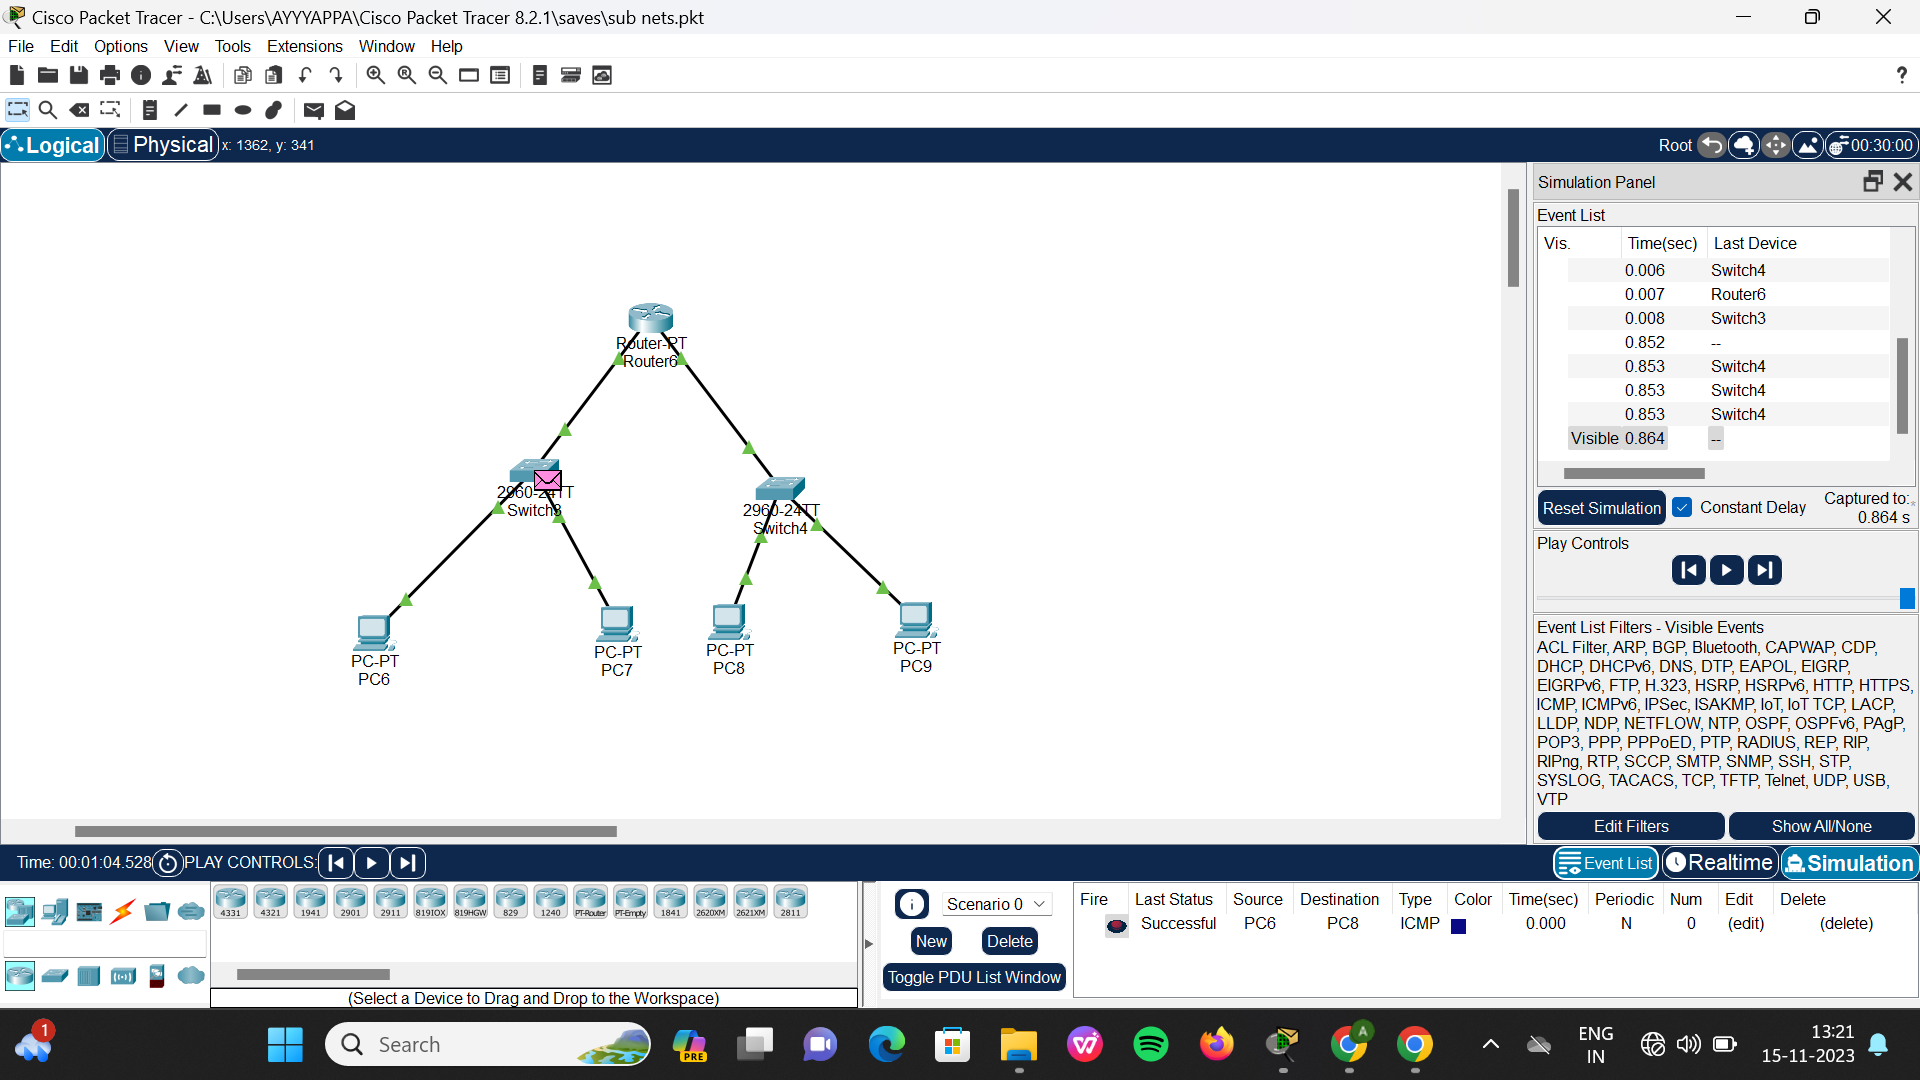 Cisco Packet Tracer - C:\Users\AYYYAPPA\Cisco Packet Tracer 8.2.1\saves\sub nets.pkt
File Edit Options View Tools Extensions Window Help
?
Logical Physical x: 1362, y: 341 Root 00:30:00
Simulation Panel
Event List
Vis. Time(sec) Last Device
0.006 Switch4
0.007 Router6
0.008 Switch3
0.852 --
0.853 Switch4
0.853 Switch4
0.853 Switch4
Visible 0.864 --
Reset Simulation Constant Delay Captured to:
0.864 s
Play Controls
Event List Filters - Visible Events
ACL Filter, ARP, BGP, Bluetooth, CAPWAP, CDP,
DHCP, DHCPv6, DNS, DTP, EAPOL, EIGRP,
EIGRPv6, FTP, H.323, HSRP, HSRPv6, HTTP, HTTPS,
ICMP, ICMPv6, IPSec, ISAKMP, IoT, IoT TCP, LACP,
LLDP, NDP, NETFLOW, NTP, OSPF, OSPFv6, PAgP,
POP3, PPP, PPPoED, PTP, RADIUS, REP, RIP,
RIPng, RTP, SCCP, SMTP, SNMP, SSH, STP,
SYSLOG, TACACS, TCP, TFTP, Telnet, UDP, USB,
VTP
Edit Filters Show All/None
Router-PT
Router6
2960-24TT
Switch3
2960-24TT
Switch4
PC-PT
PC6
PC-PT
PC7
PC-PT
PC8
PC-PT
PC9
Time: 00:01:04.528 PLAY CONTROLS:
Event List Realtime Simulation
4331 4321 1941 2901 2911 819IOX 819HGW 829 1240 PT-Router PT-Empty 1841 2620XM 2621XM 2811
(Select a Device to Drag and Drop to the Workspace)
Scenario 0
New Delete
Toggle PDU List Window
Fire Last Status Source Destination Type Color Time(sec) Periodic Num Edit Delete
Successful PC6 PC8 ICMP 0.000 N 0 (edit) (delete)
1
Search
PRE
A
ENG
IN
13:21
15-11-2023